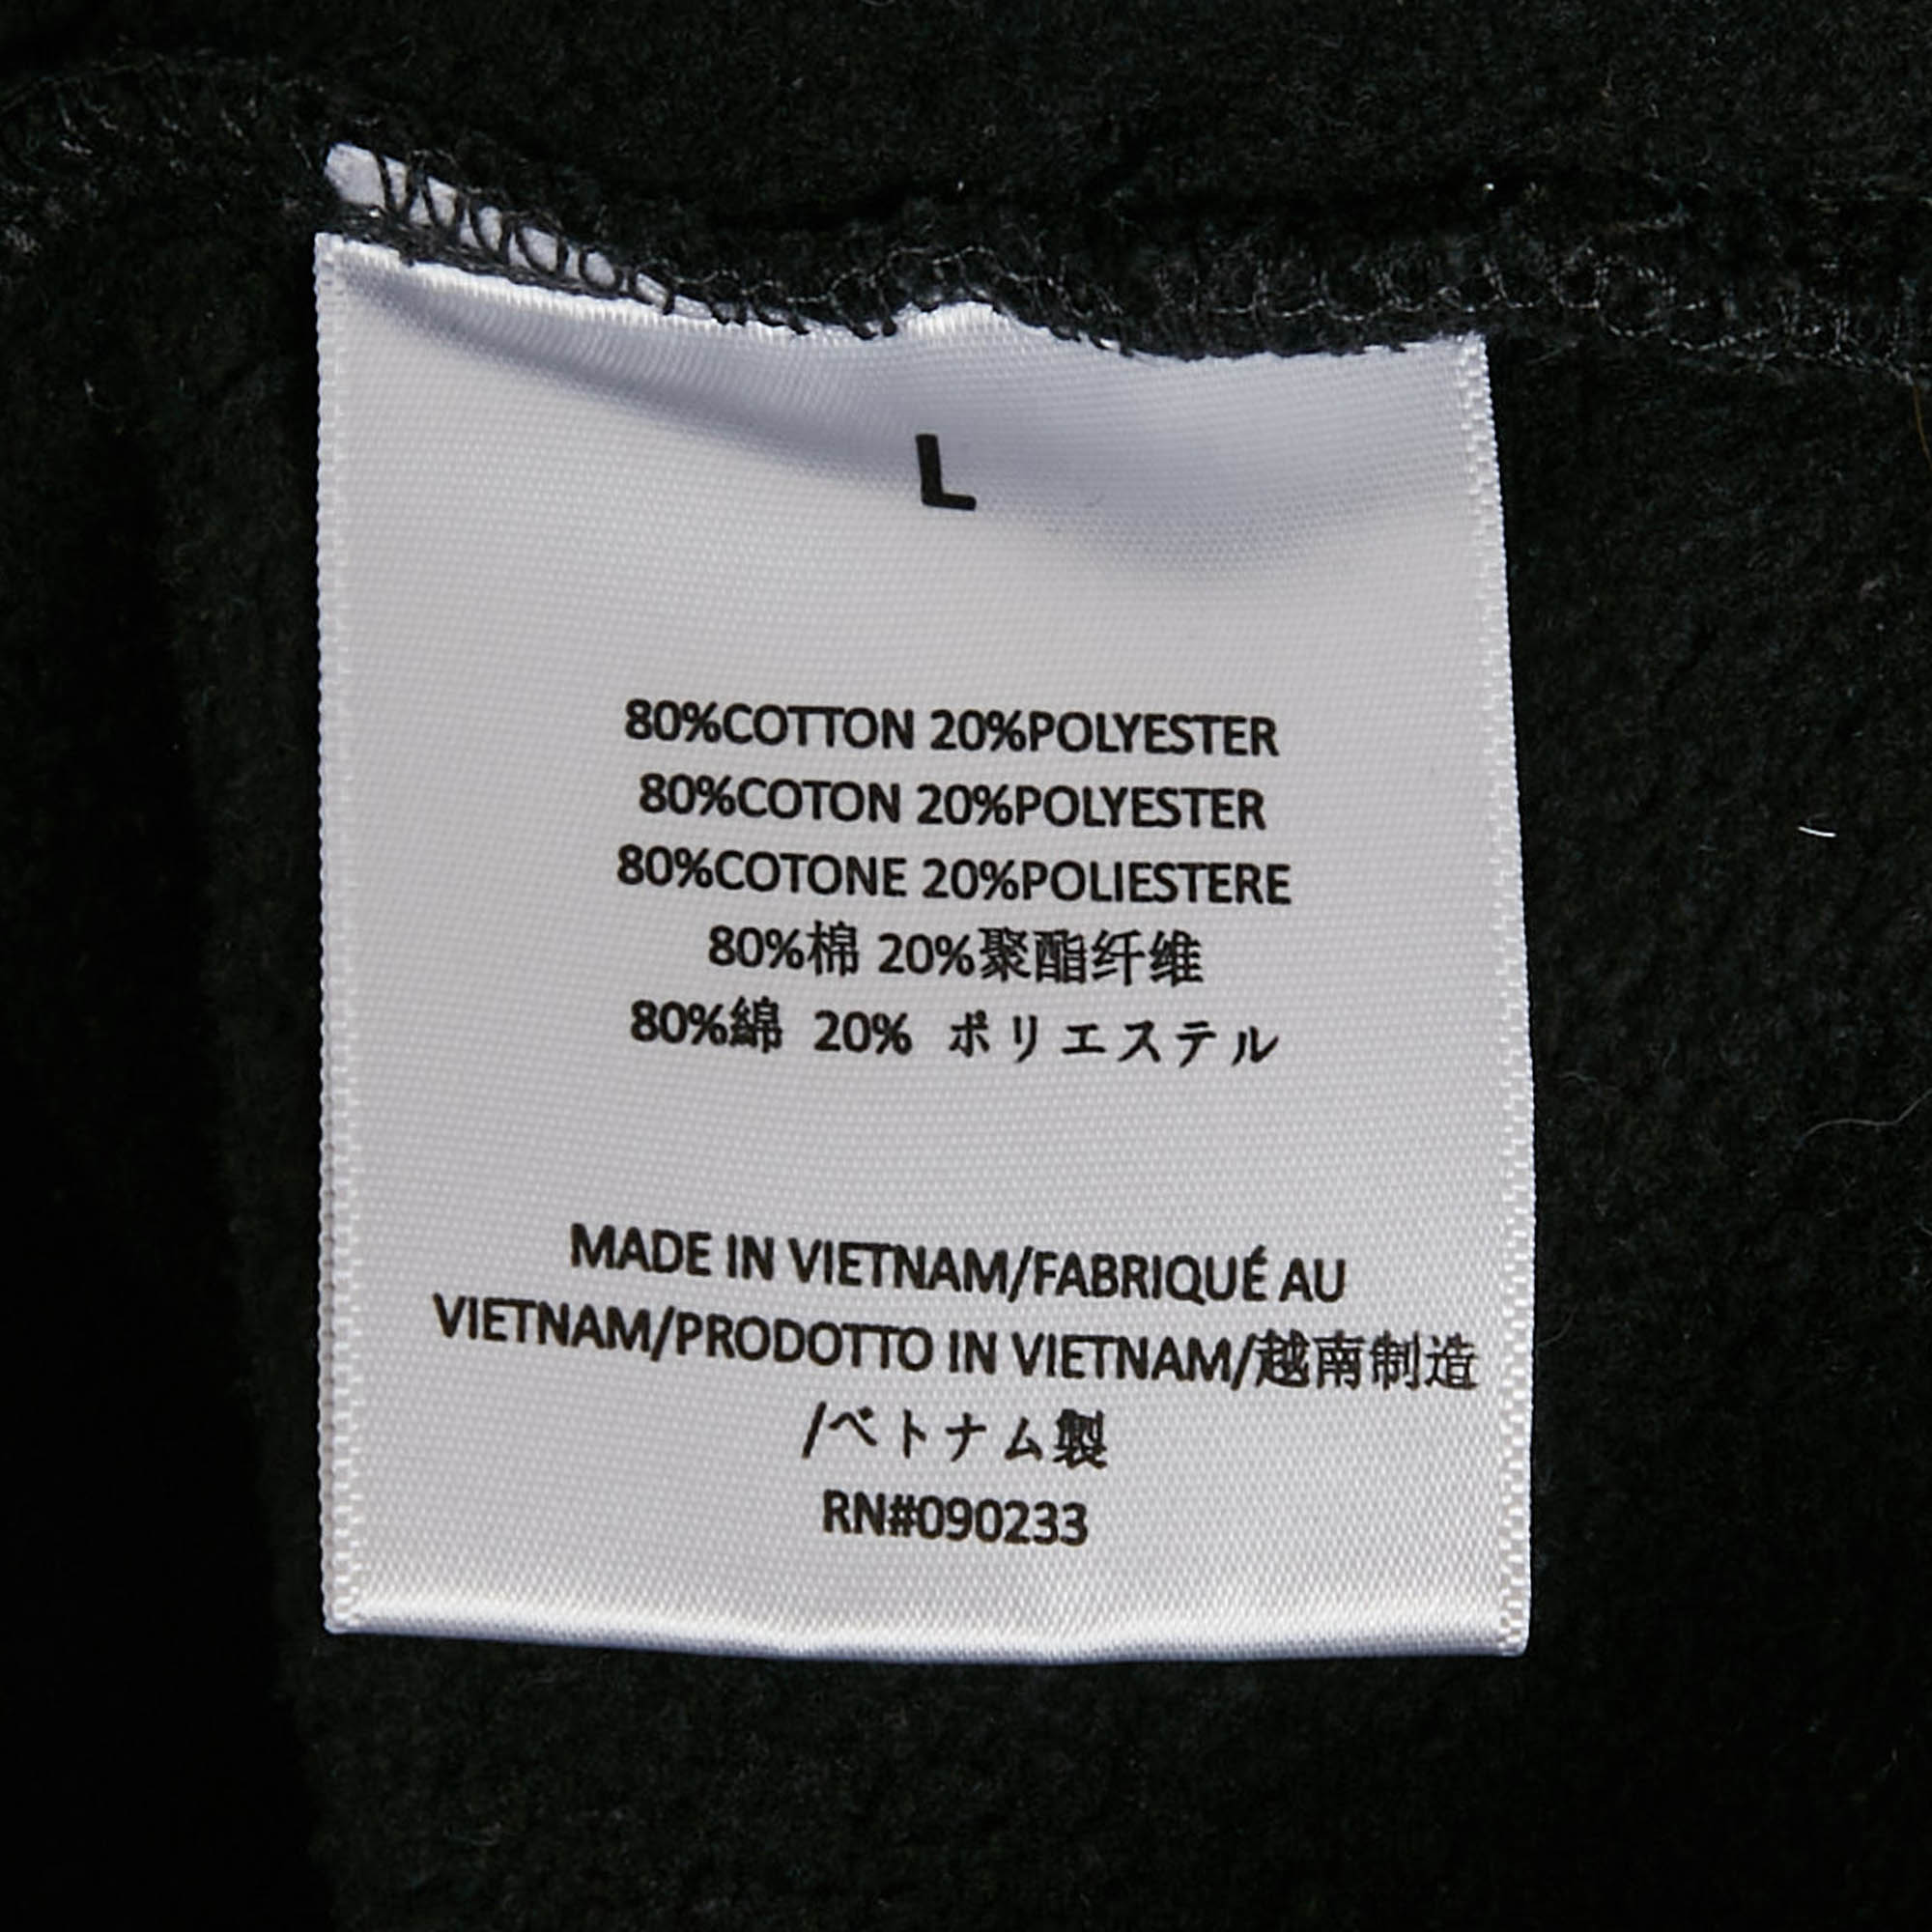 L
80%COTTON 20%POLYESTER
80%COTON 20%POLYESTER
80%COTONE 20%POLIESTERE
80%棉 20%聚酯纤维
80%綿 20% ポリエステル
MADE IN VIETNAM/FABRIQUÉ AU
VIETNAM/PRODOTTO IN VIETNAM/越南制造
/ベトナム製
RN#090233